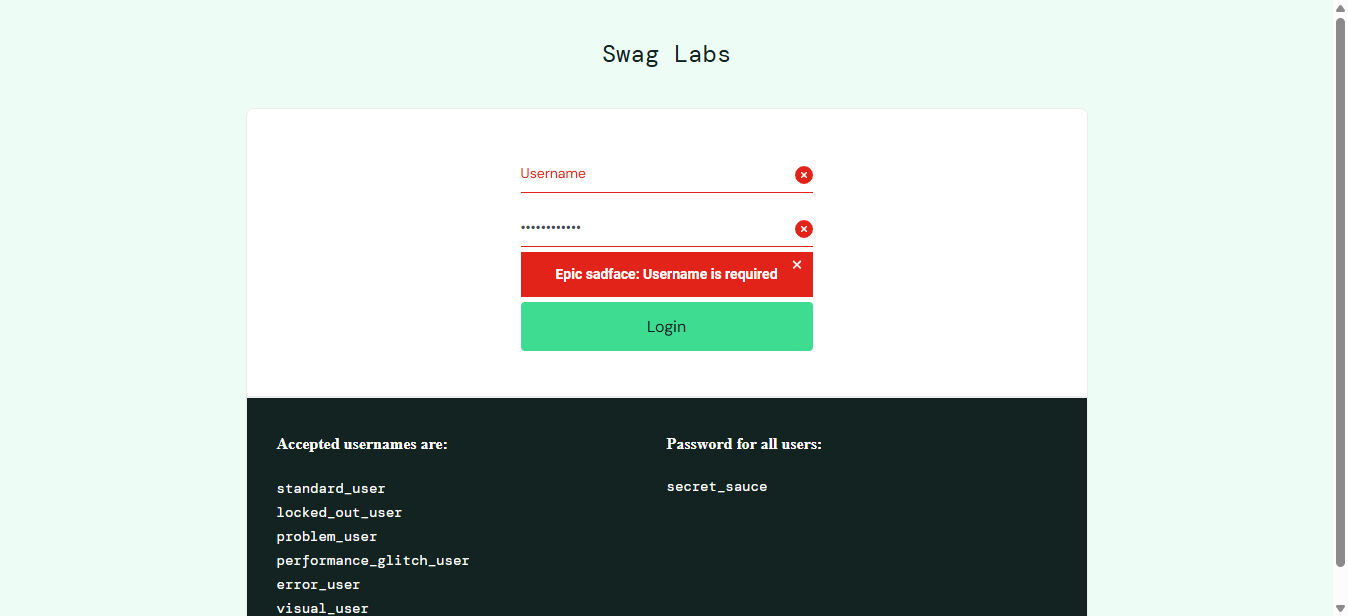 Swag Labs
Username
••••••••••••
Epic sadface: Username is required
Login
Accepted usernames are:
standard_user
locked_out_user
problem_user
performance_glitch_user
error_user
visual_user
Password for all users:
secret_sauce